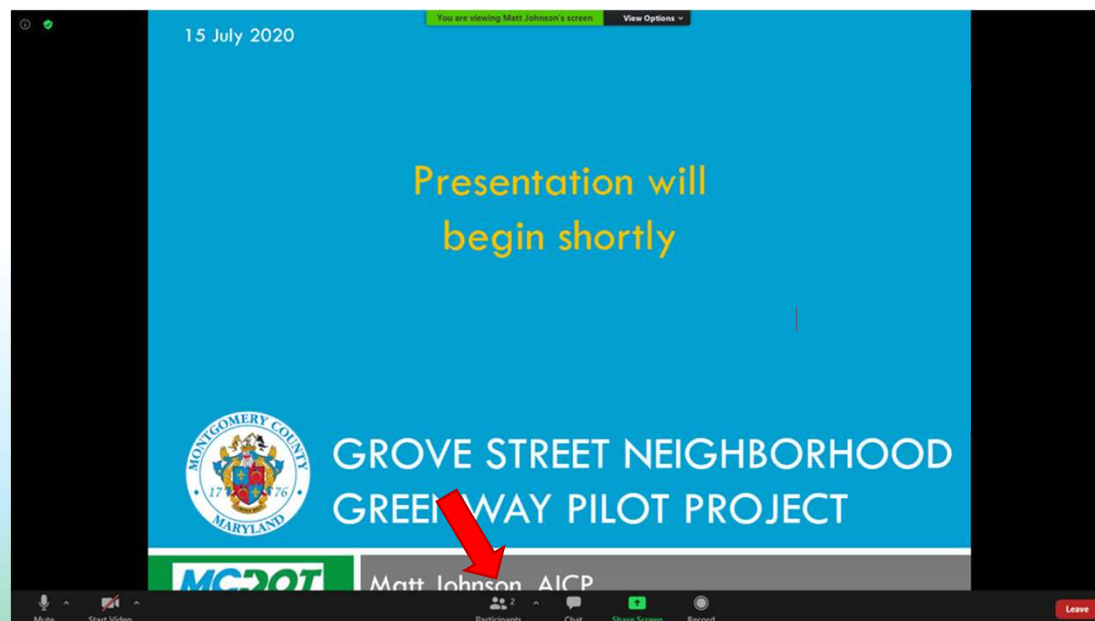 You are viewing Matt Johnson's screen View Options
15 July 2020
Presentation will
begin shortly
MONTGOMERY COUNTY
17 76
MARYLAND
GROVE STREET NEIGHBORHOOD
GREENWAY PILOT PROJECT
MCDOT
Matt Johnson, AICP
2
Mute Start Video Participants Chat Share Screen Record Leave